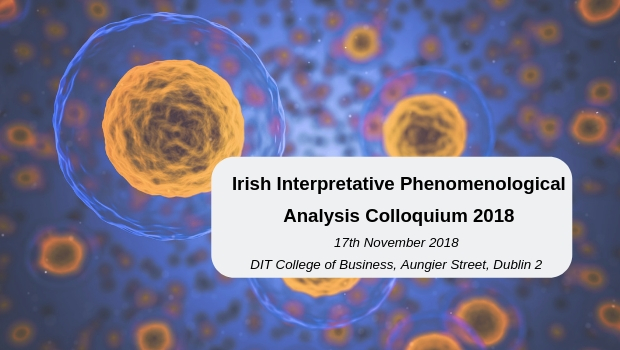 Irish Interpretative Phenomenological
Analysis Colloquium 2018
17th November 2018
DIT College of Business, Aungier Street, Dublin 2